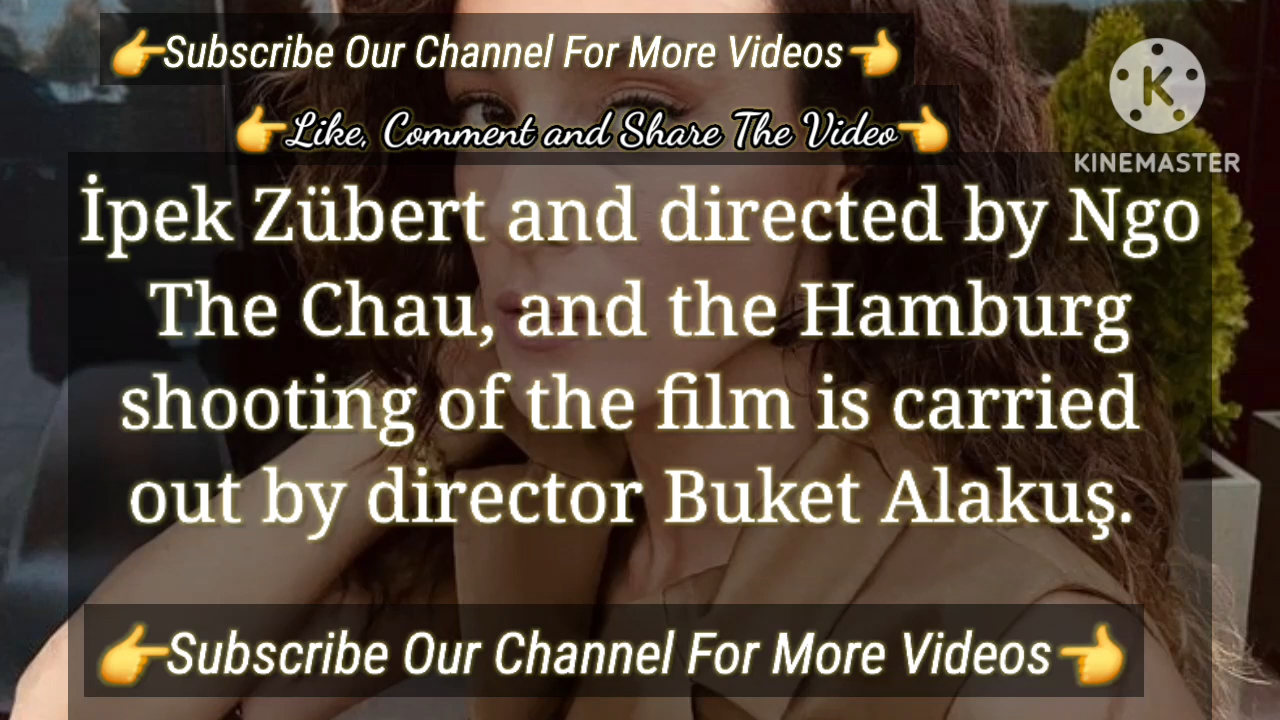 👉Subscribe Our Channel For More Videos👈
👉Like, Comment and Share The Video👈
KINEMASTER
İpek Zübert and directed by Ngo
The Chau, and the Hamburg
shooting of the film is carried
out by director Buket Alakuş.
👉Subscribe Our Channel For More Videos👈